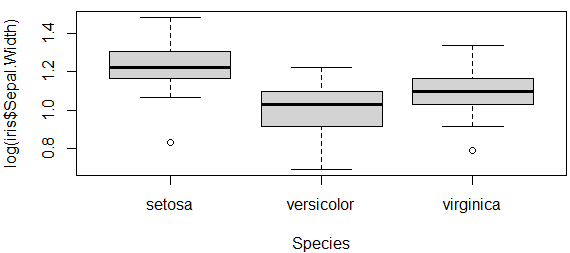 log(iris$Sepal.Width)
1.4
1.2
1.0
0.8
setosa versicolor virginica
Species